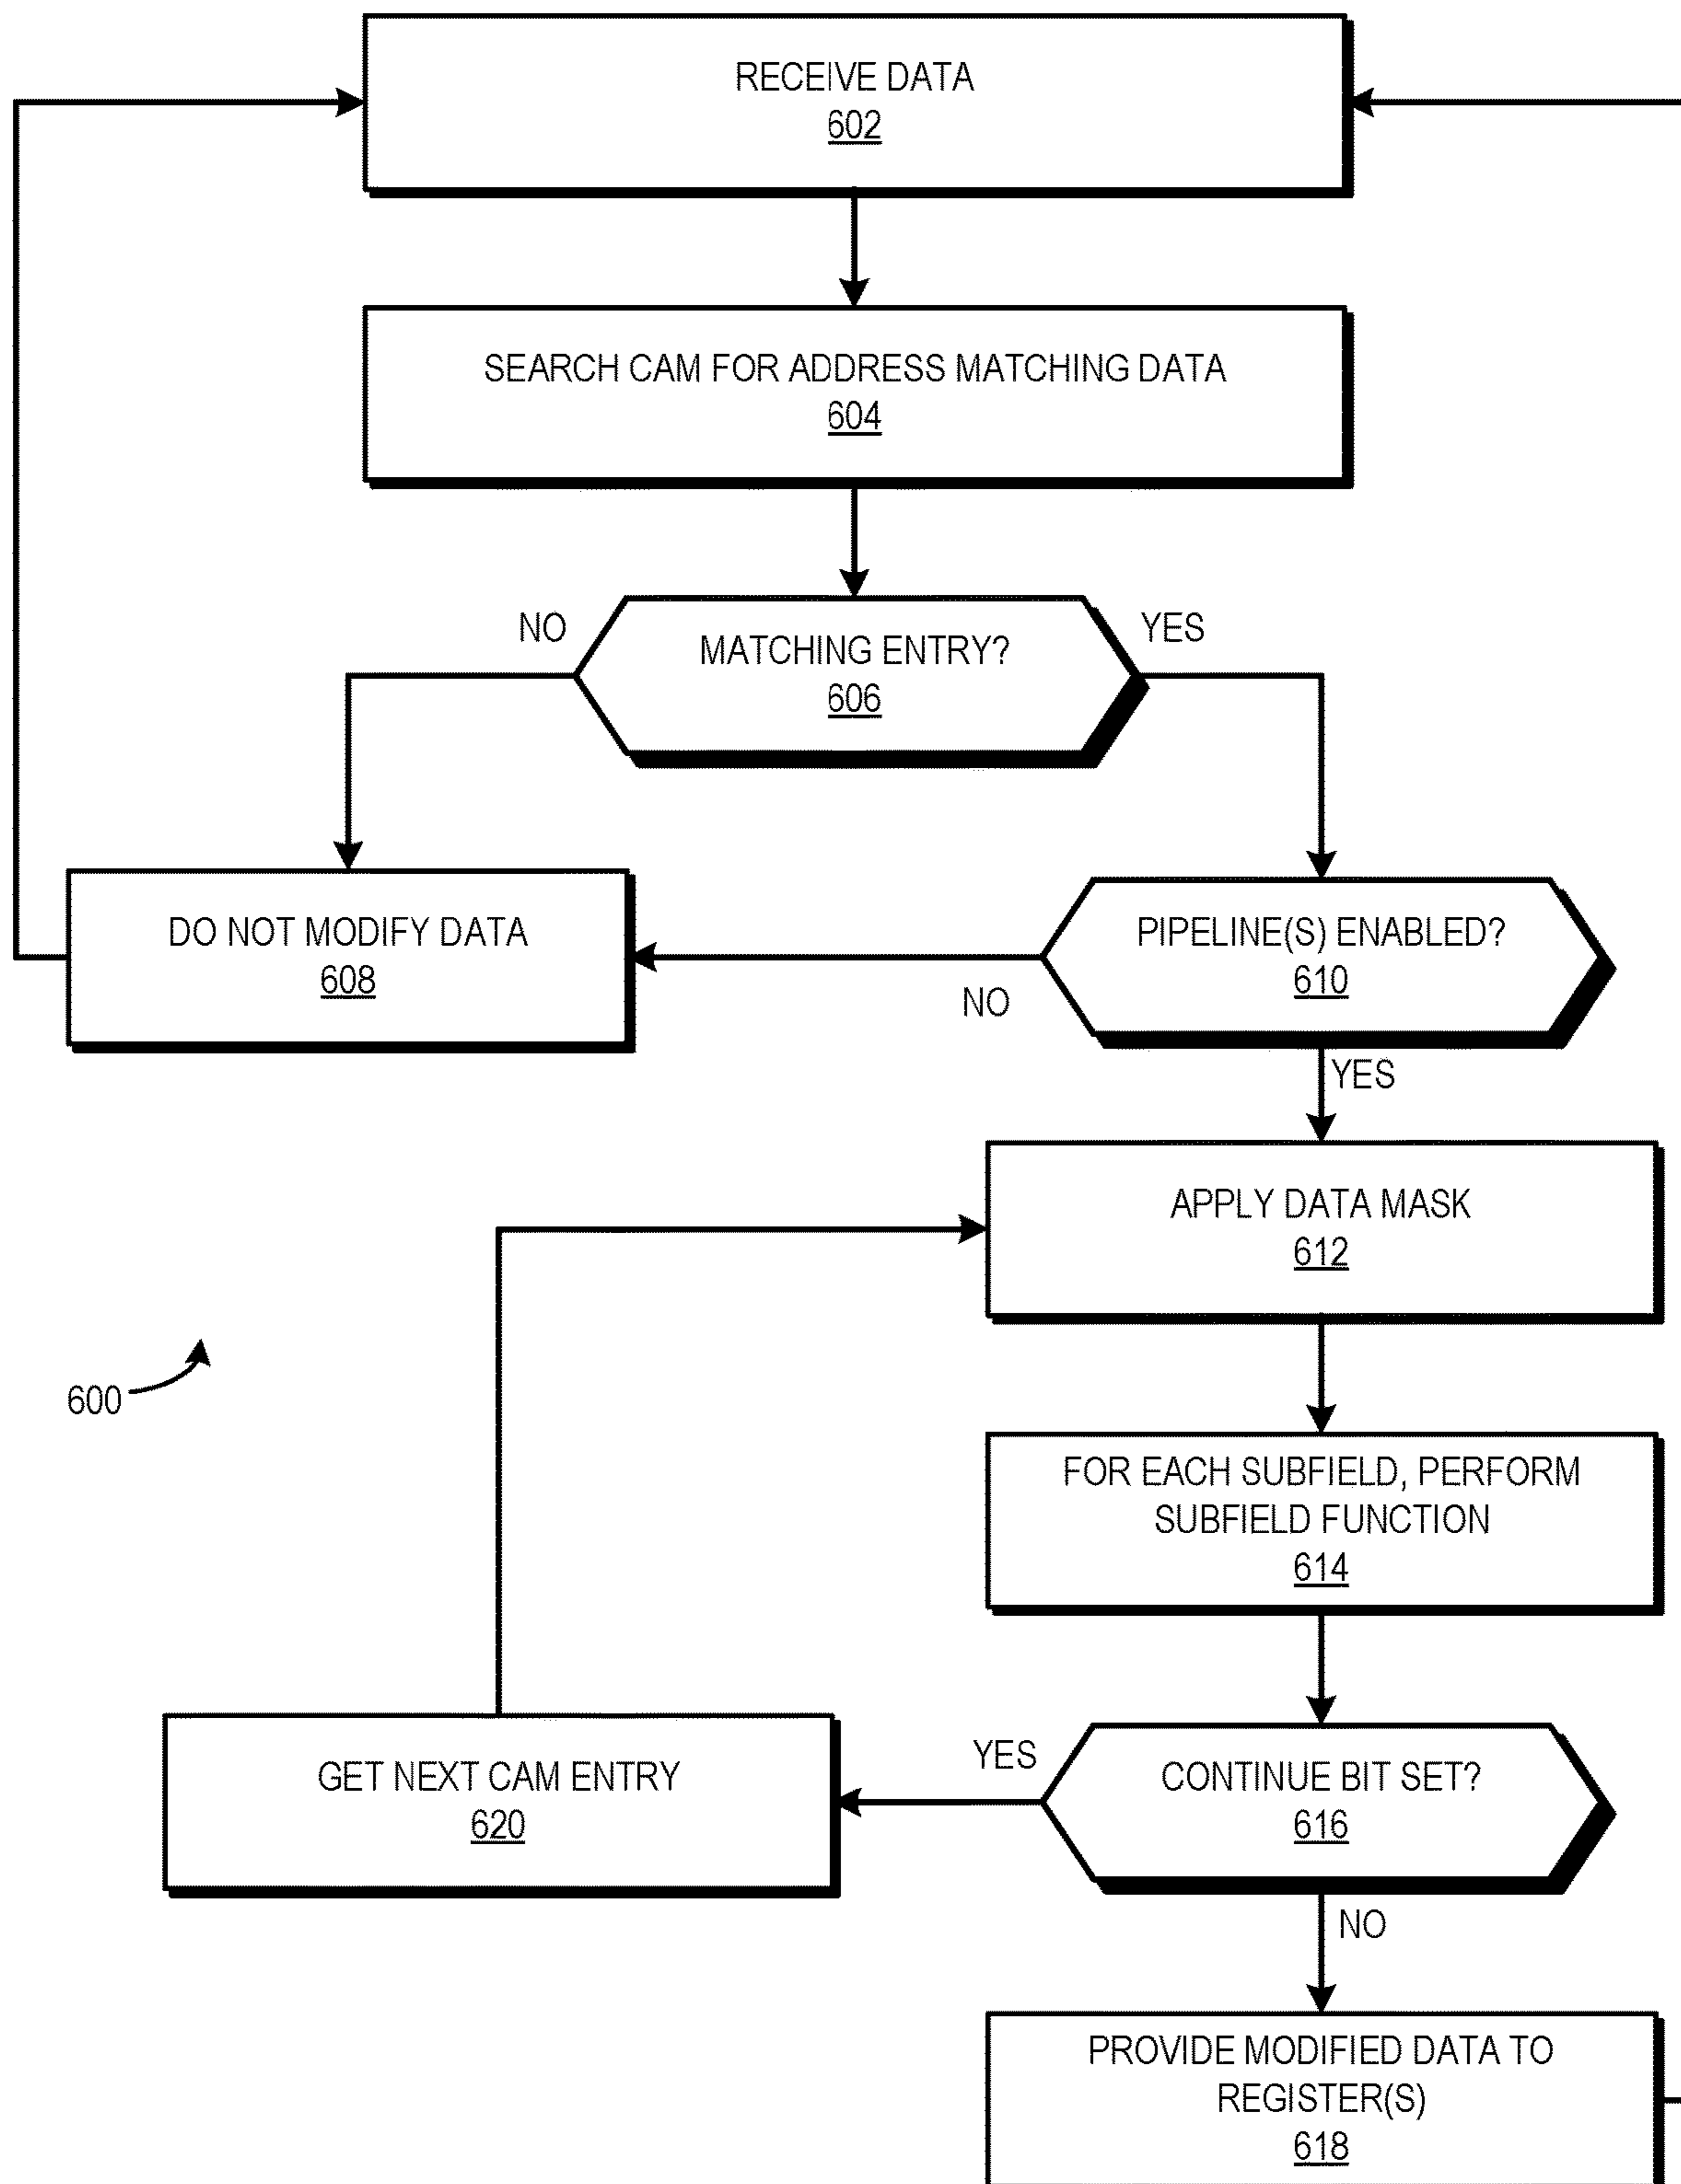 RECEIVE DATA
602
SEARCH CAM FOR ADDRESS MATCHING DATA
604
NO
YES
MATCHING ENTRY?
606
DO NOT MODIFY DATA
608
PIPELINE(S) ENABLED?
610
NO
YES
APPLY DATA MASK
612
600
FOR EACH SUBFIELD, PERFORM
SUBFIELD FUNCTION
614
GET NEXT CAM ENTRY
620
YES
CONTINUE BIT SET?
616
NO
PROVIDE MODIFIED DATA TO
REGISTER(S)
618